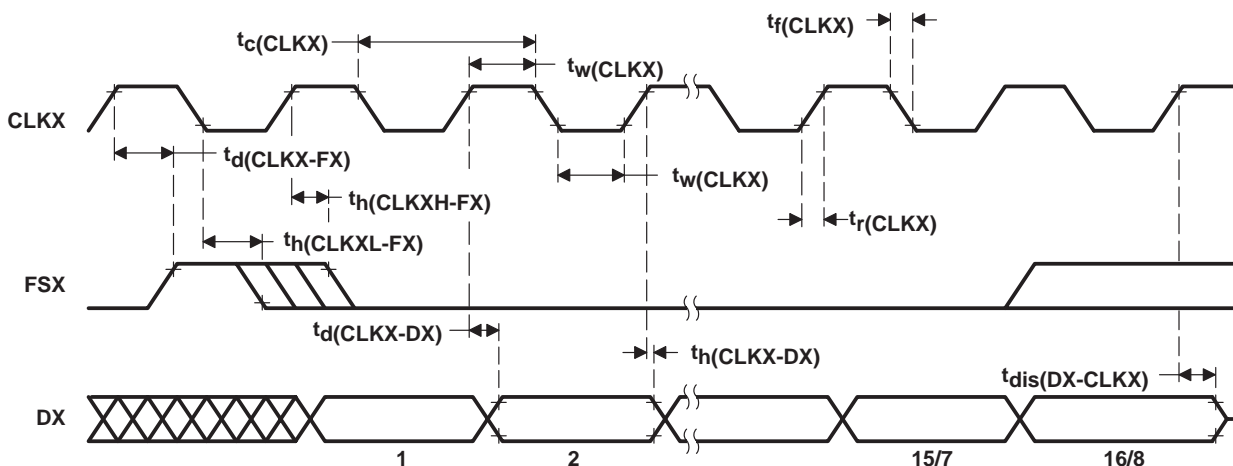 tc(CLKX)
tf(CLKX)
tw(CLKX)
CLKX
td(CLKX-FX)
tw(CLKX)
th(CLKXH-FX)
tr(CLKX)
th(CLKXL-FX)
FSX
td(CLKX-DX)
th(CLKX-DX)
tdis(DX-CLKX)
DX
1 2 15/7 16/8